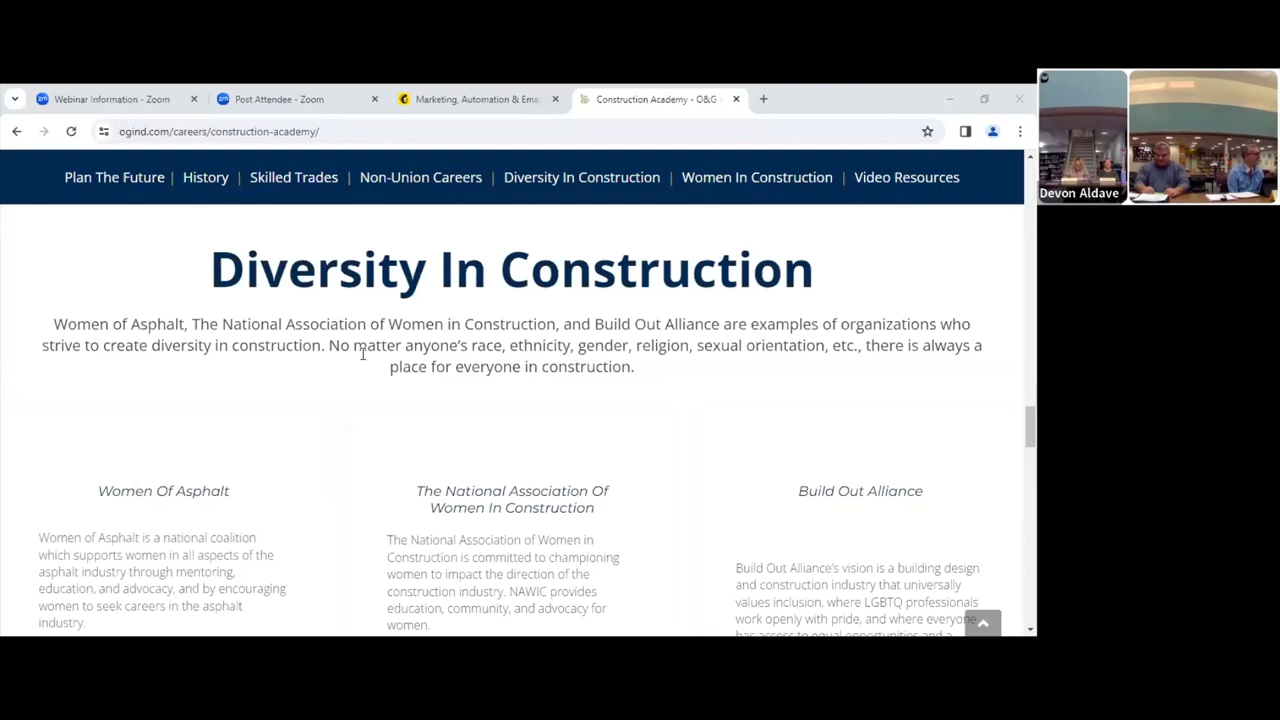 Webinar Information - Zoom
Post Attendee - Zoom
Marketing, Automation & Ema
Construction Academy - O&G
ogind.com/careers/construction-academy/
Plan The Future | History | Skilled Trades | Non-Union Careers | Diversity In Construction | Women In Construction | Video Resources
Devon Aldave
Diversity In Construction
Women of Asphalt, The National Association of Women in Construction, and Build Out Alliance are examples of organizations who
strive to create diversity in construction. No matter anyone's race, ethnicity, gender, religion, sexual orientation, etc., there is always a
place for everyone in construction.
Women Of Asphalt
Women of Asphalt is a national coalition
which supports women in all aspects of the
asphalt industry through mentoring,
education, and advocacy, and by encouraging
women to seek careers in the asphalt
industry.
The National Association Of
Women In Construction
The National Association of Women in
Construction is committed to championing
women to impact the direction of the
construction industry. NAWIC provides
education, community, and advocacy for
women.
Build Out Alliance
Build Out Alliance's vision is a building design
and construction industry that universally
values inclusion, where LGBTQ professionals
work openly with pride, and where everyone
has access to equal opportunities and a